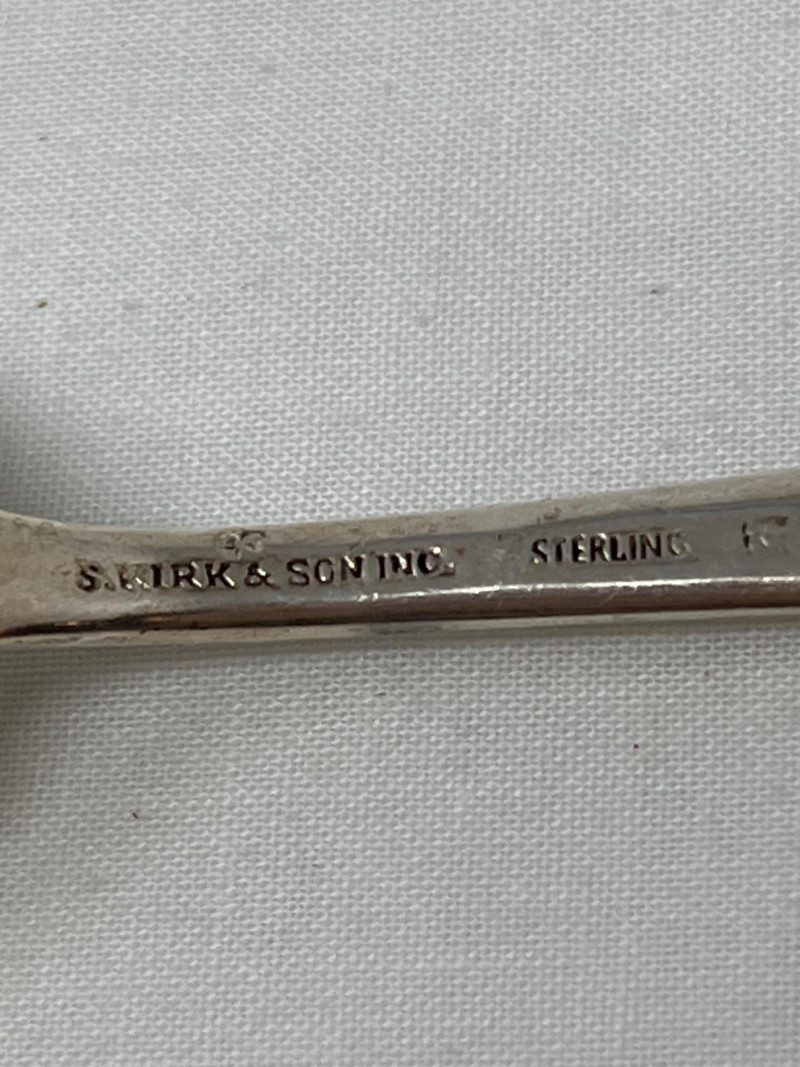 S. KIRK & SON INC. STERLING